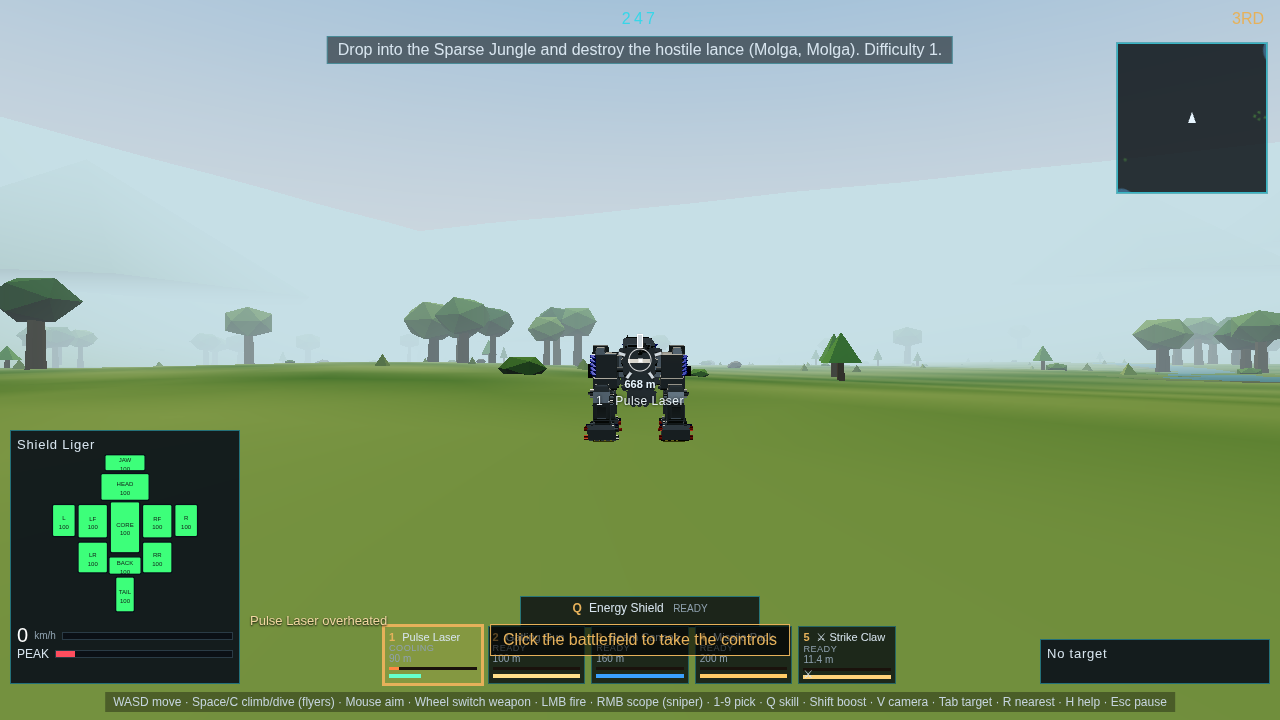 247
3RD
Drop into the Sparse Jungle and destroy the hostile lance (Molga, Molga). Difficulty 1.
668 m
1 · Pulse Laser
Shield Liger
JAW
100
HEAD
100
L
100
LF
100
CORE
100
RF
100
R
100
LR
100
BACK
100
RR
100
TAIL
100
0 km/h
PEAK
Pulse Laser overheated
Q Energy Shield READY
Click the battlefield to take the controls
1 Pulse Laser
COOLING
90 m
2
READY
100 m
READY
160 m
READY
200 m
5 ⚔ Strike Claw
READY
11.4 m
No target
WASD move · Space/C climb/dive (flyers) · Mouse aim · Wheel switch weapon · LMB fire · RMB scope (sniper) · 1-9 pick · Q skill · Shift boost · V camera · Tab target · R nearest · H help · Esc pause